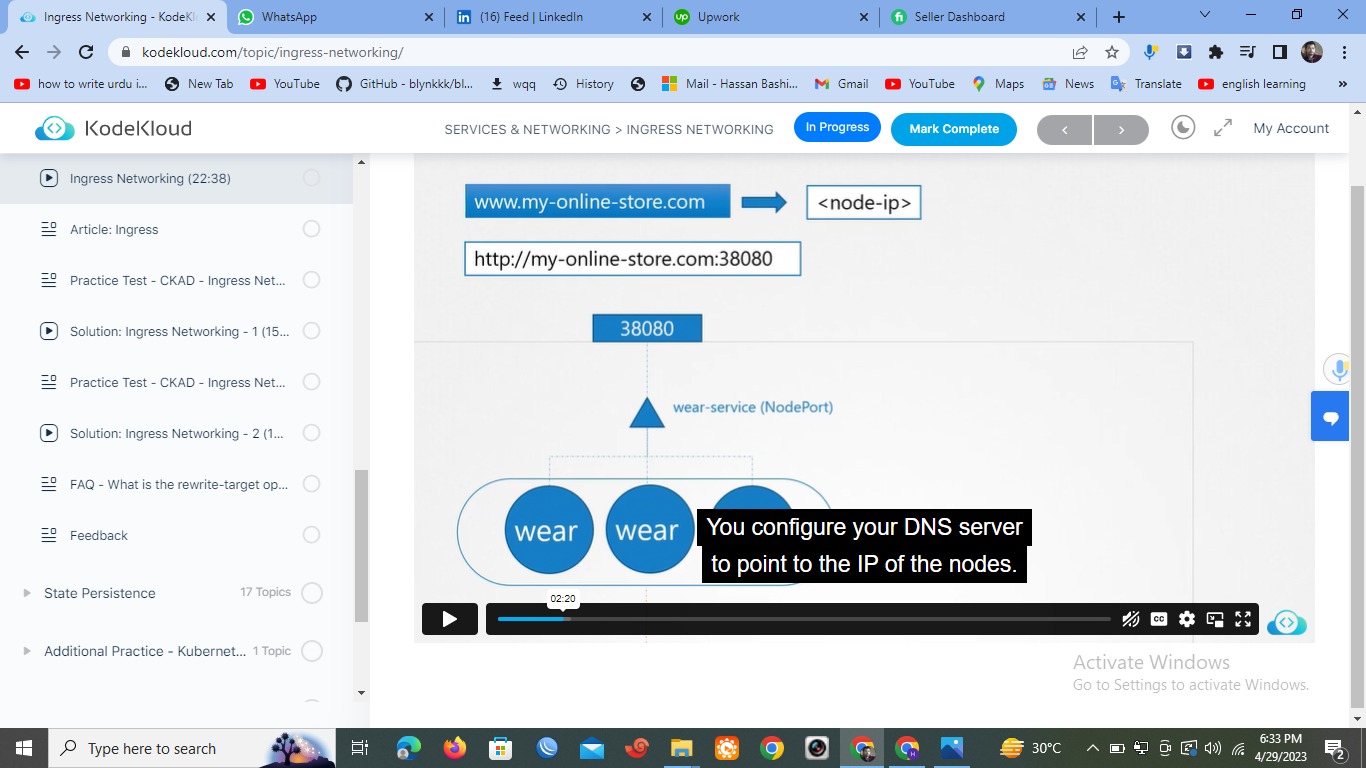 Ingress Networking - KodeKl
WhatsApp
(16) Feed | LinkedIn
Upwork
Seller Dashboard
kodekloud.com/topic/ingress-networking/
how to write urdu i...
New Tab
YouTube
GitHub - blynkkk/bl...
wqq
History
Mail - Hassan Bashi...
Gmail
YouTube
Maps
News
Translate
english learning
KodeKloud
SERVICES & NETWORKING > INGRESS NETWORKING
In Progress
Mark Complete
My Account
Ingress Networking (22:38)
Article: Ingress
Practice Test - CKAD - Ingress Net...
Solution: Ingress Networking - 1 (15...
Practice Test - CKAD - Ingress Net...
Solution: Ingress Networking - 2 (1...
FAQ - What is the rewrite-target op...
Feedback
State Persistence
17 Topics
Additional Practice - Kubernet...
1 Topic
www.my-online-store.com
<node-ip>
http://my-online-store.com:38080
38080
wear-service (NodePort)
wear
wear
You configure your DNS server
to point to the IP of the nodes.
02:20
CC
Activate Windows
Go to Settings to activate Windows.
Type here to search
30°C
6:33 PM
4/29/2023
2